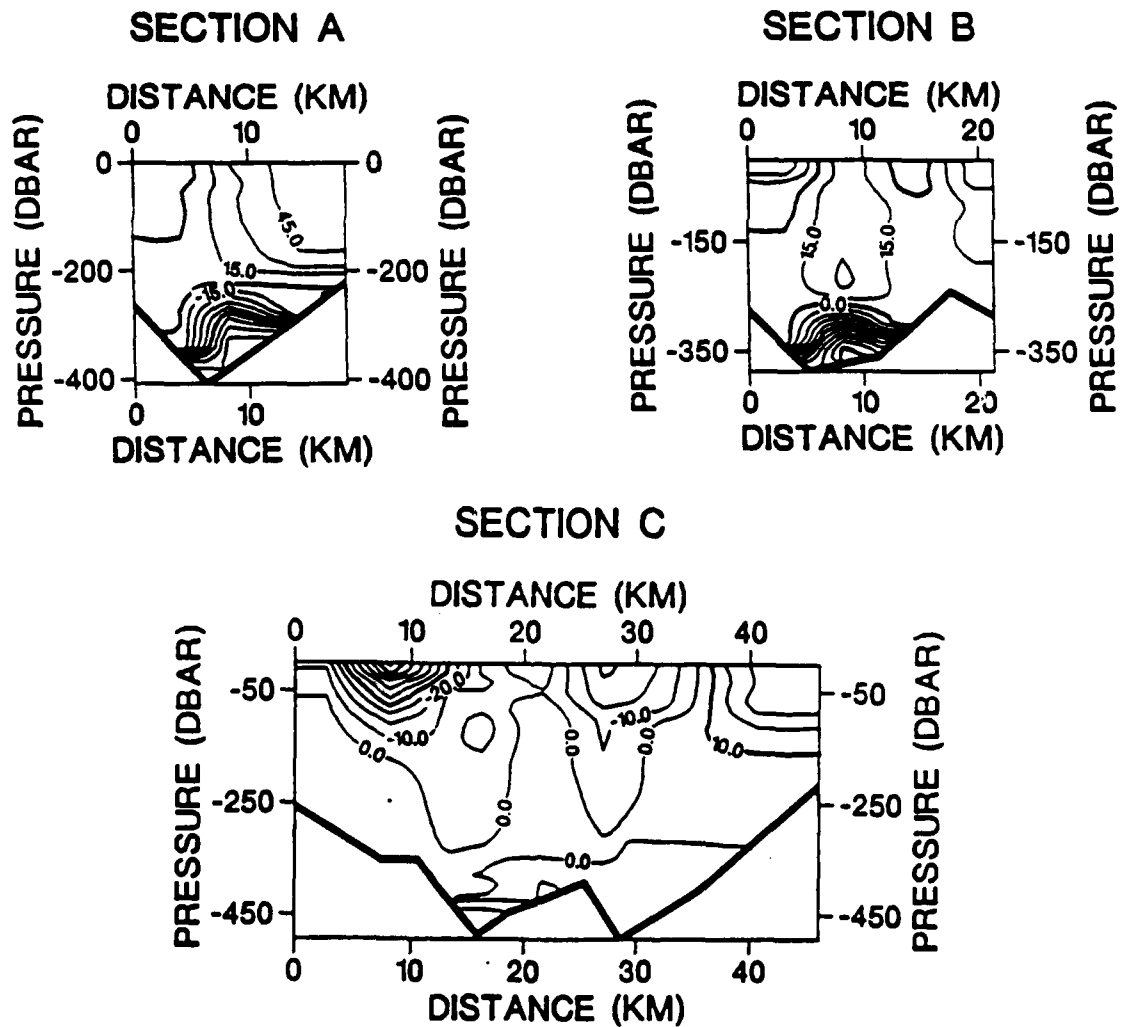 SECTION A
DISTANCE (KM)
0 10
PRESSURE (DBAR)
0
-200
-400
45.0
15.0
-15.0
0
-200
-400
PRESSURE (DBAR)
0 10
DISTANCE (KM)
SECTION B
DISTANCE (KM)
0 10 20
PRESSURE (DBAR)
-150
-350
15.0
15.0
0.0
-150
-350
PRESSURE (DBAR)
0 10 20
DISTANCE (KM)
SECTION C
DISTANCE (KM)
0 10 20 30 40
PRESSURE (DBAR)
-50
-250
-450
-20.0
-10.0
0.0
0.0
0.0
-10.0
0.0
10.0
0.0
-50
-250
-450
PRESSURE (DBAR)
0 10 20 30 40
DISTANCE (KM)